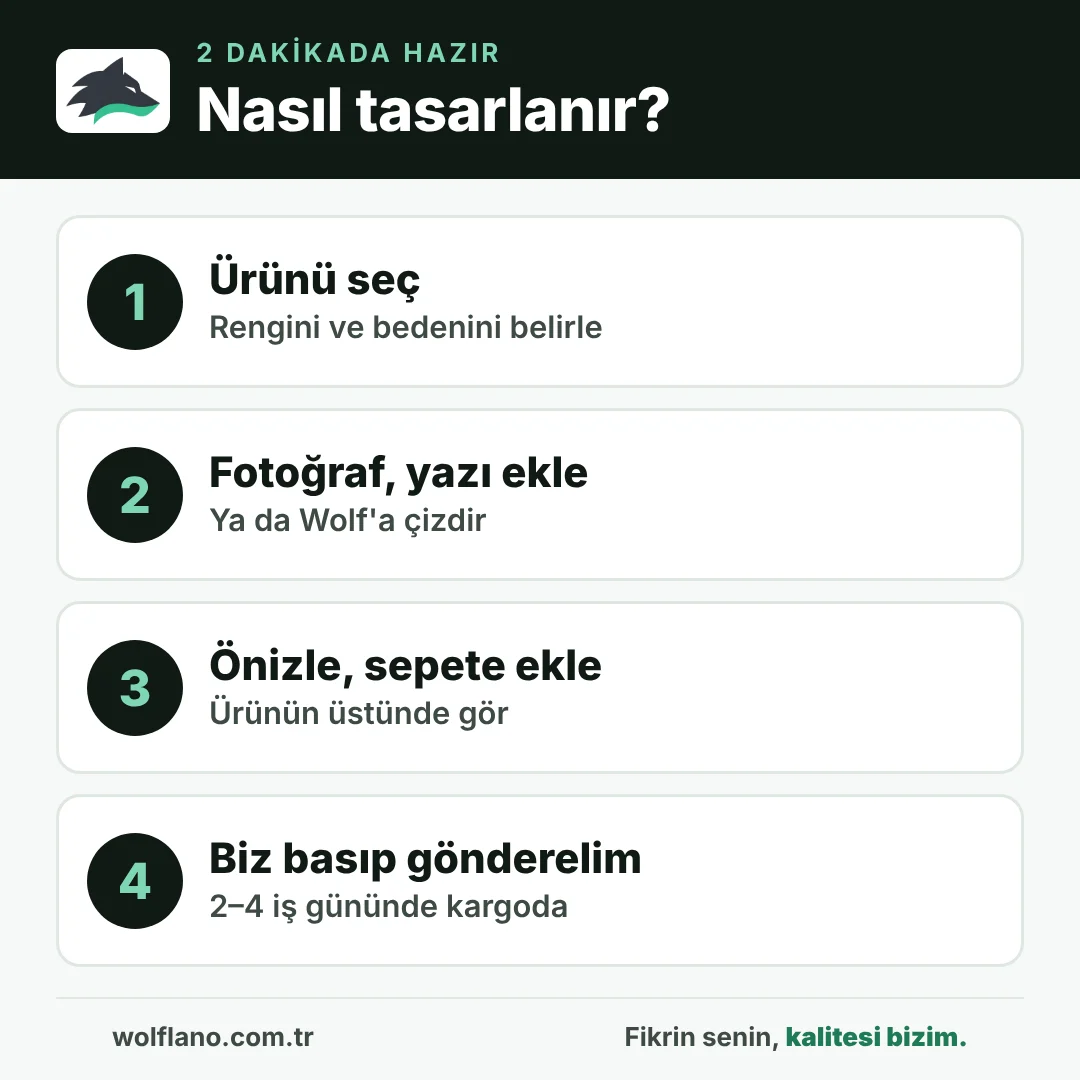 2 DAKİKADA HAZIR
Nasıl tasarlanır?
1
Ürünü seç
Rengini ve bedenini belirle
2
Fotoğraf, yazı ekle
Ya da Wolf'a çizdir
3
Önizle, sepete ekle
Ürünün üstünde gör
4
Biz basıp gönderelim
2–4 iş gününde kargoda
wolflano.com.tr
Fikrin senin, kalitesi bizim.